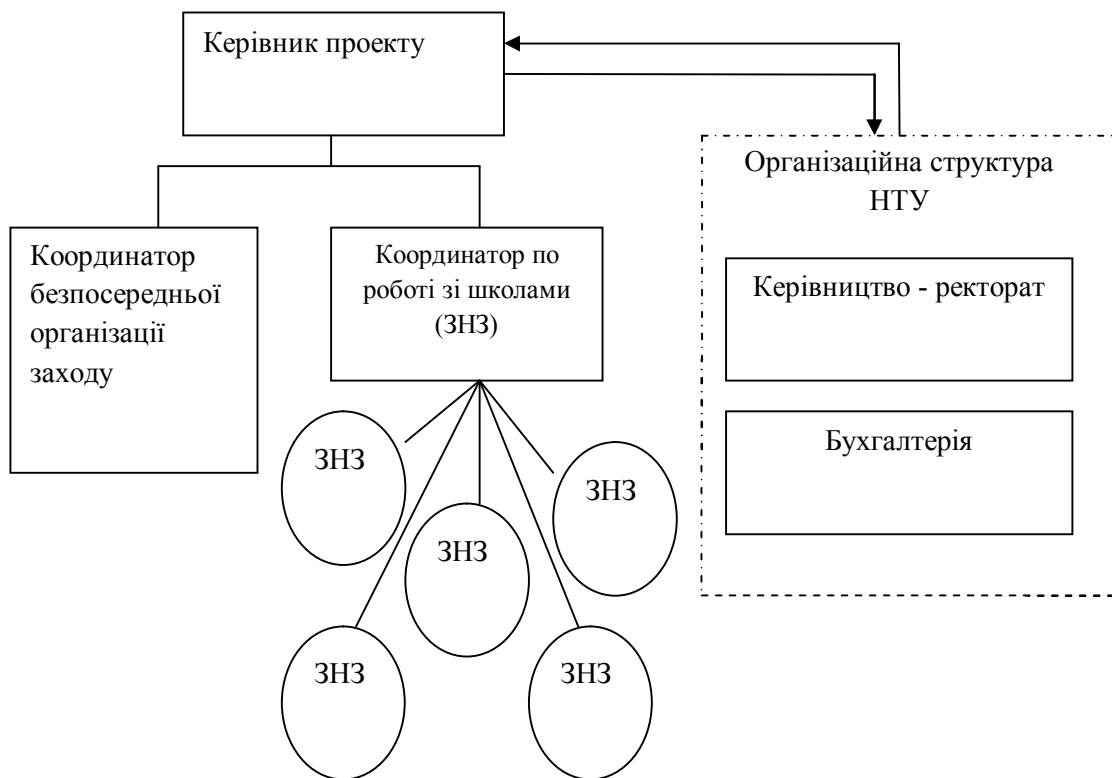 Керівник проекту
Організаційна структура
НТУ
Координатор
безпосередньої
організації
заходу
Координатор по
роботі зі школами
(ЗНЗ)
Керівництво - ректорат
Бухгалтерія
ЗНЗ
ЗНЗ
ЗНЗ
ЗНЗ
ЗНЗ